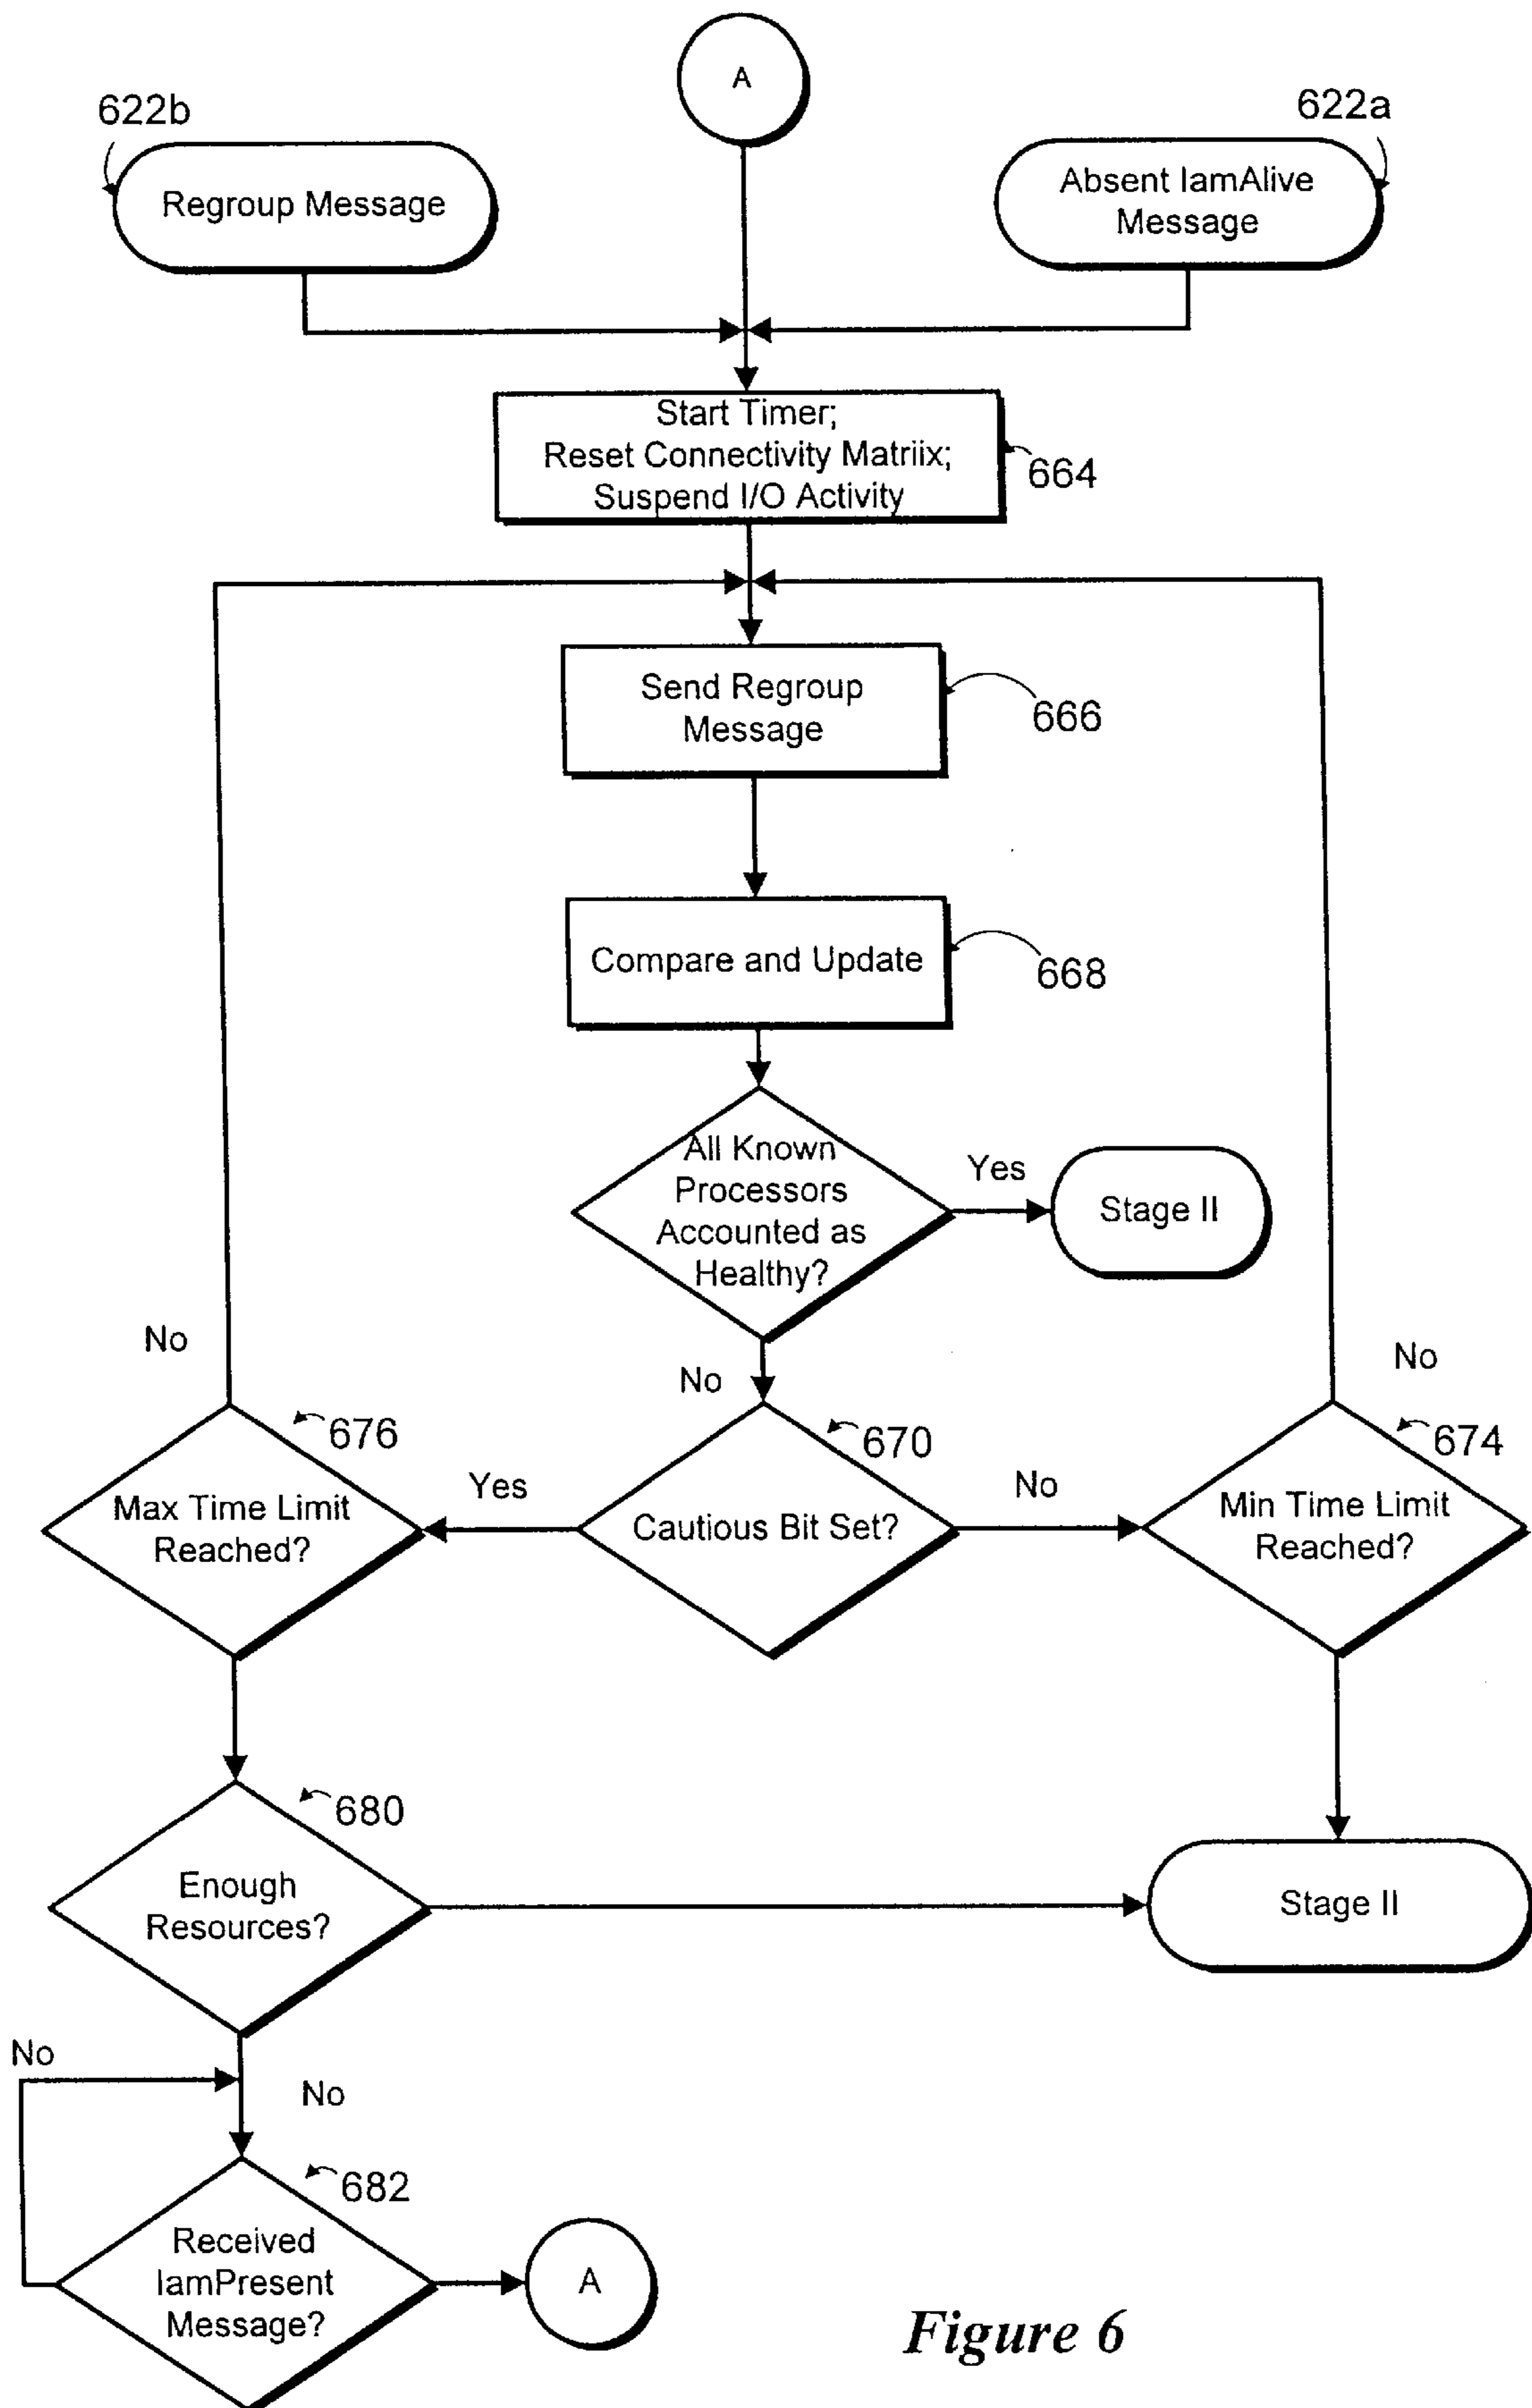 A
622b
622a
Regroup Message
Absent IamAlive
Message
Start Timer;
Reset Connectivity Matriix;
Suspend I/O Activity
664
Send Regroup
Message
666
Compare and Update
668
All Known
Processors
Accounted as
Healthy?
Yes
Stage II
No
No
No
676
670
674
Max Time Limit
Reached?
Yes
Cautious Bit Set?
No
Min Time Limit
Reached?
680
Enough
Resources?
Stage II
No
No
682
Received
IamPresent
Message?
A
Figure 6